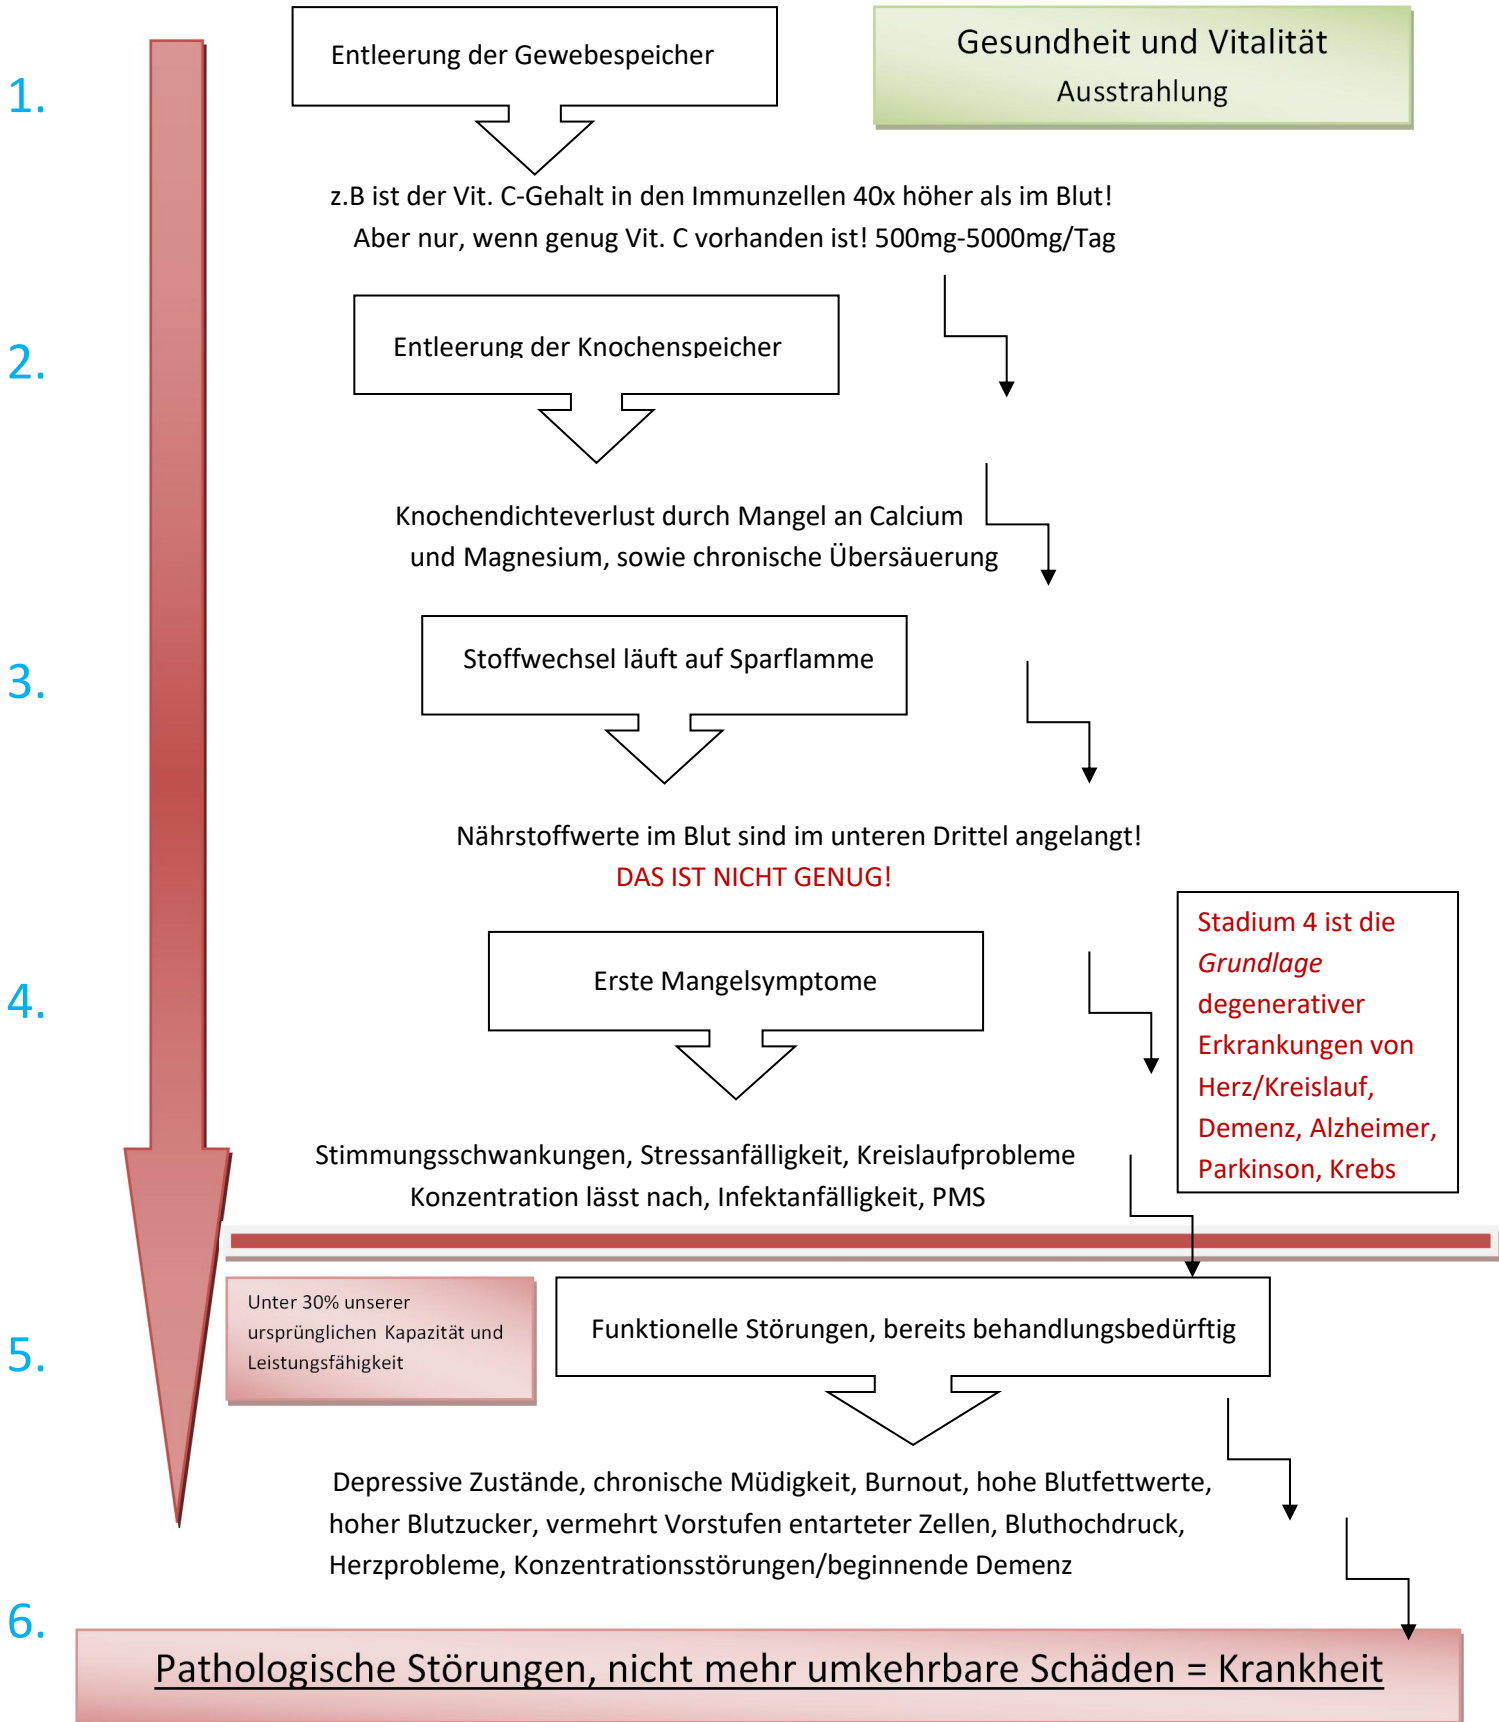 1.
Entleerung der Gewebespeicher
Gesundheit und Vitalität
Ausstrahlung
z.B ist der Vit. C-Gehalt in den Immunzellen 40x höher als im Blut!
Aber nur, wenn genug Vit. C vorhanden ist! 500mg-5000mg/Tag
2.
Entleerung der Knochenspeicher
Knochendichteverlust durch Mangel an Calcium
und Magnesium, sowie chronische Übersäuerung
3.
Stoffwechsel läuft auf Sparflamme
Nährstoffwerte im Blut sind im unteren Drittel angelangt!
DAS IST NICHT GENUG!
4.
Erste Mangelsymptome
Stadium 4 ist die
Grundlage
degenerativer
Erkrankungen von
Herz/Kreislauf,
Demenz, Alzheimer,
Parkinson, Krebs
Stimmungsschwankungen, Stressanfälligkeit, Kreislaufprobleme
Konzentration lässt nach, Infektanfälligkeit, PMS
5.
Unter 30% unserer
ursprünglichen Kapazität und
Leistungsfähigkeit
Funktionelle Störungen, bereits behandlungsbedürftig
Depressive Zustände, chronische Müdigkeit, Burnout, hohe Blutfettwerte,
hoher Blutzucker, vermehrt Vorstufen entarteter Zellen, Bluthochdruck,
Herzprobleme, Konzentrationsstörungen/beginnende Demenz
6.
Pathologische Störungen, nicht mehr umkehrbare Schäden = Krankheit